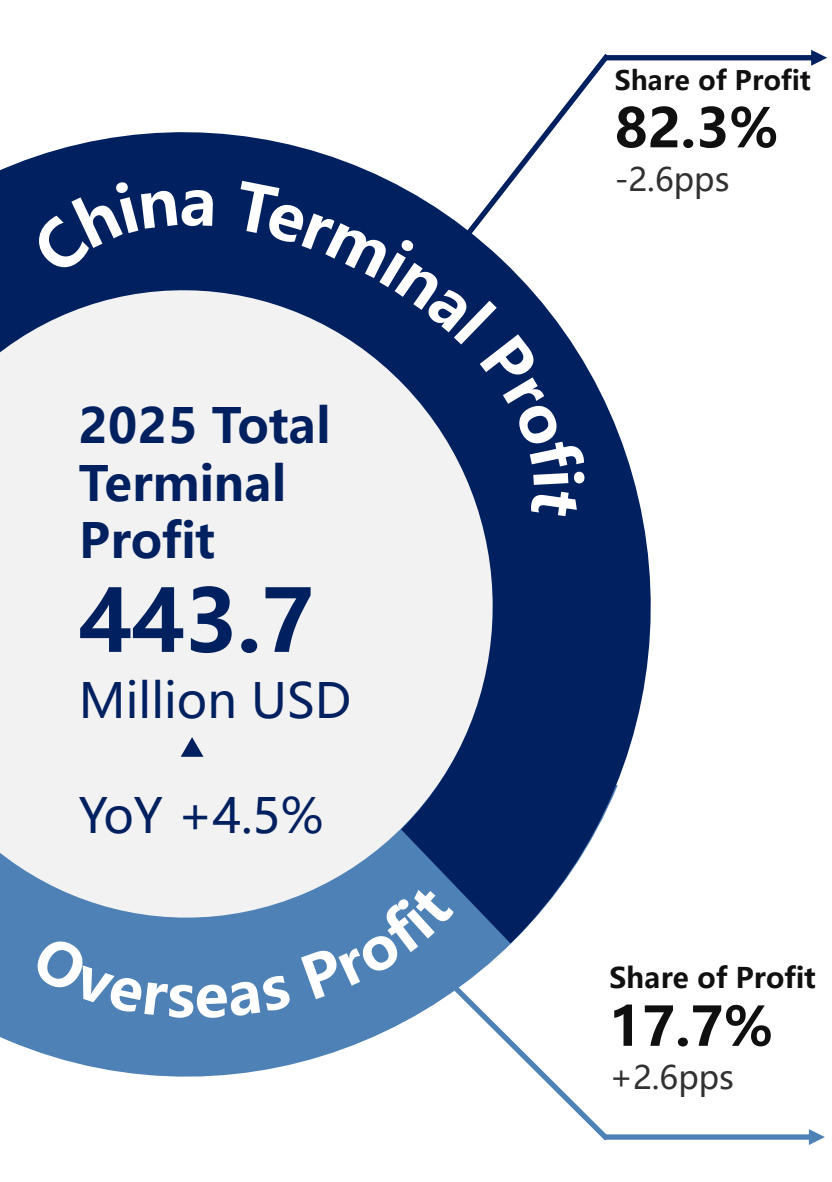 Share of Profit
82.3%
-2.6pps
China Terminal Profit
2025 Total
Terminal
Profit
443.7
Million USD
▲
YoY +4.5%
Overseas Profit
Share of Profit
17.7%
+2.6pps